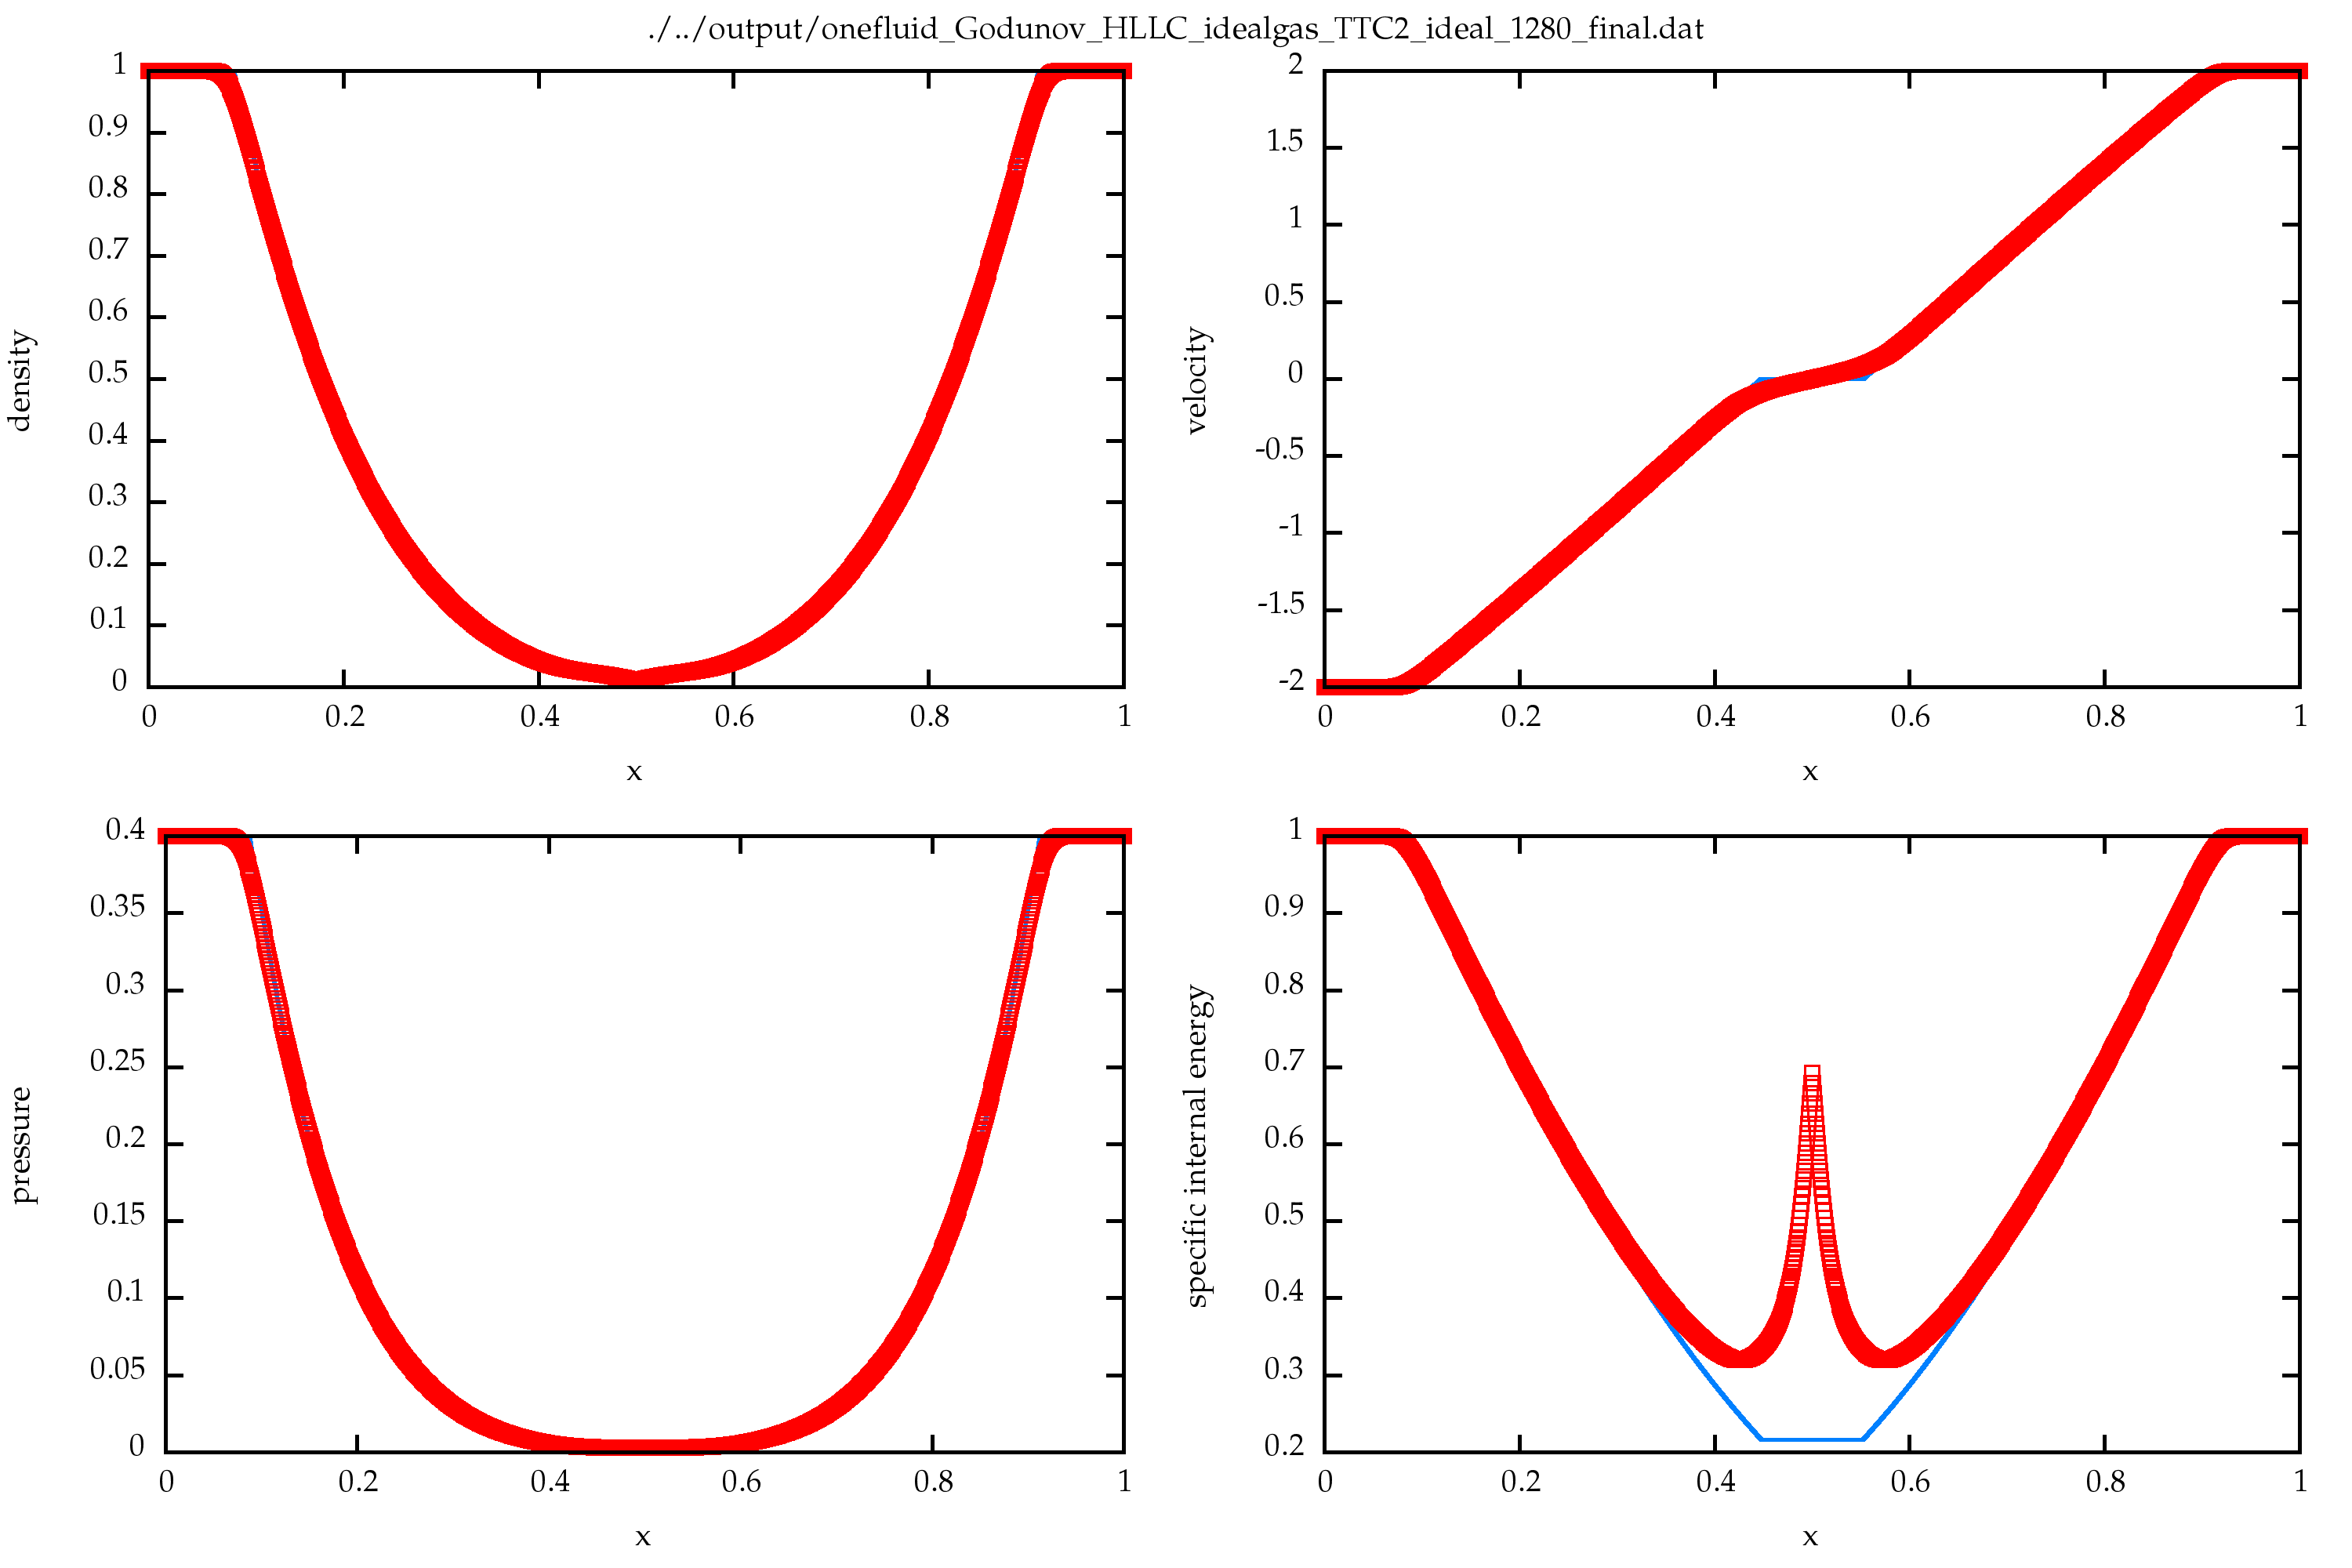 ./../output/onefluid_Godunov_HLLC_idealgas_TTC2_ideal_1280_final.dat
1
0.9
0.8
0.7
0.6
0.5
0.4
0.3
0.2
0.1
0
density
0 0.2 0.4 0.6 0.8 1
x
2
1.5
1
0.5
0
-0.5
-1
-1.5
-2
velocity
0 0.2 0.4 0.6 0.8 1
x
0.4
0.35
0.3
0.25
0.2
0.15
0.1
0.05
0
pressure
0 0.2 0.4 0.6 0.8 1
x
1
0.9
0.8
0.7
0.6
0.5
0.4
0.3
0.2
specific internal energy
0 0.2 0.4 0.6 0.8 1
x